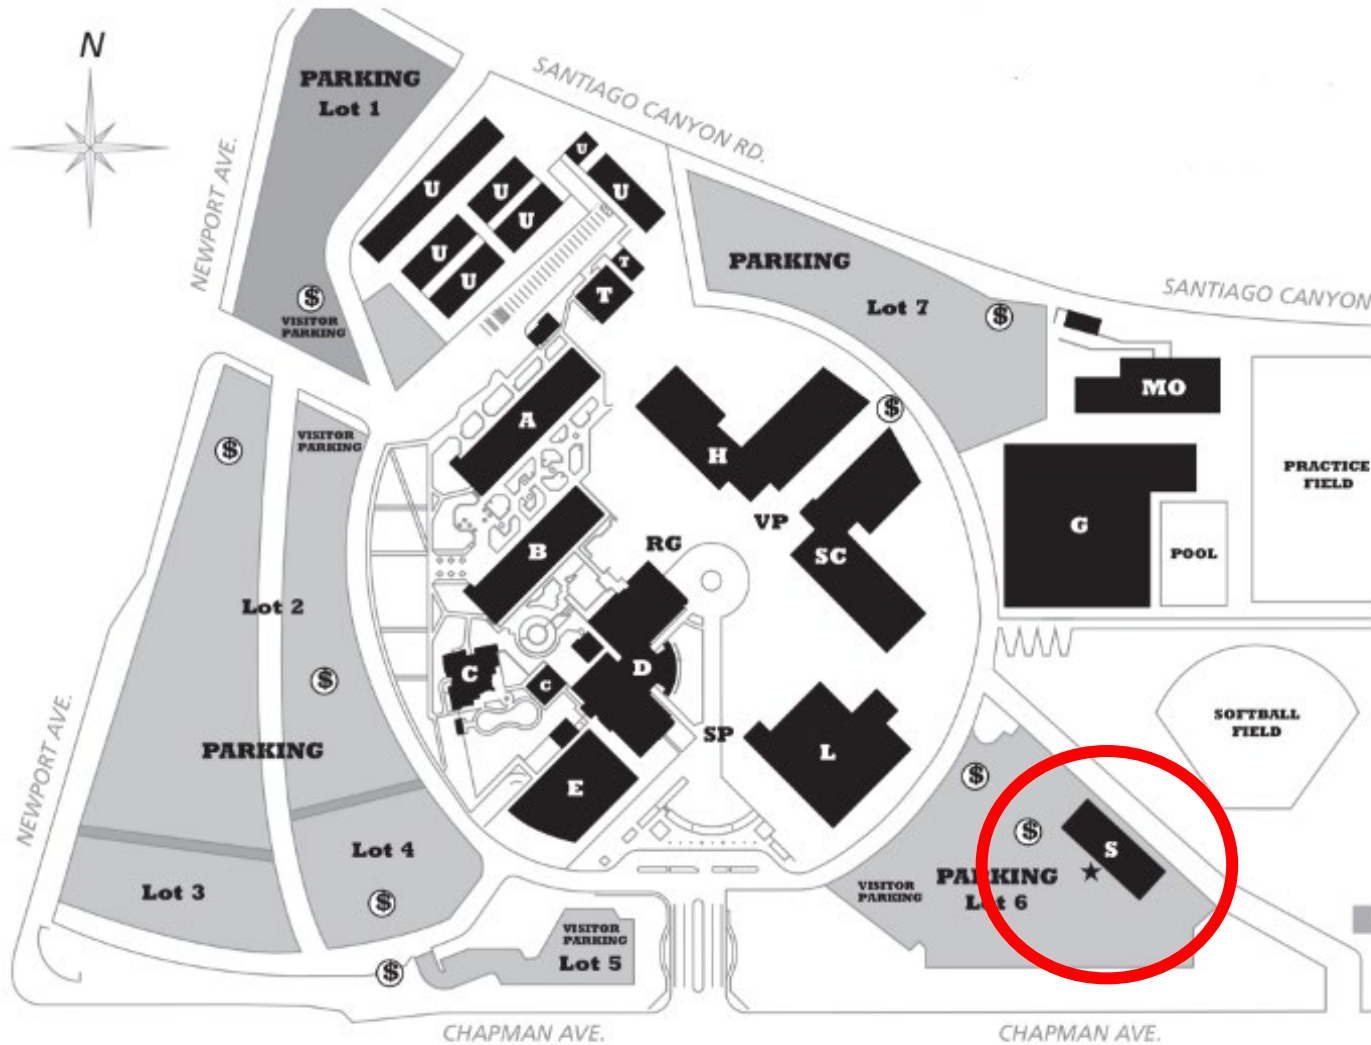 N
SANTIAGO CANYON RD.
PARKING
Lot 1
NEWPORT AVE.
$
VISITOR
PARKING
U
U
U
U
U
U
U
T
T
PARKING
Lot 7
$
SANTIAGO CANYON
MO
PRACTICE
FIELD
G
POOL
VISITOR
PARKING
$
A
H
$
VP
SC
B
RG
Lot 2
$
C
C
D
SP
L
E
PARKING
NEWPORT AVE.
SOFTBALL
FIELD
$
$
S
PARKING
Lot 6
VISITOR
PARKING
Lot 4
Lot 3
$
VISITOR
PARKING
Lot 5
$
CHAPMAN AVE.
CHAPMAN AVE.